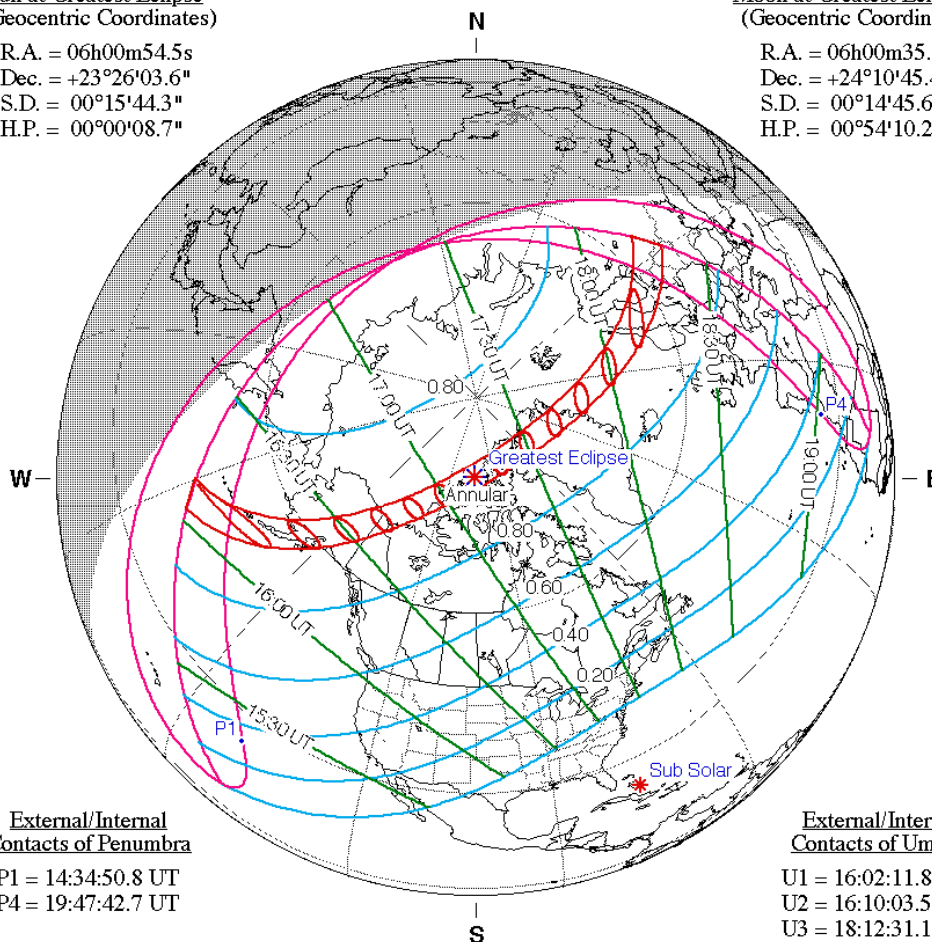 (Geocentric Coordinates)
R.A. = 06h00m54.5s
Dec. = +23°26'03.6"
S.D. = 00°15'44.3"
H.P. = 00°00'08.7"
N
Moon at Greatest
(Geocentric Coordin
R.A. = 06h00m35.
Dec. = +24°10'45.4
S.D. = 00°14'45.6
H.P. = 00°54'10.2
18:00 UT
17:30 UT
18:30 UT
17:00 UT
0.80
P4
16:30 UT
19:00 UT
W
Greatest Eclipse
E
Annular
0.80
0.60
16:00 UT
0.40
0.20
15:30 UT
P1
Sub Solar
External/Internal
Contacts of Penumbra
P1 = 14:34:50.8 UT
P4 = 19:47:42.7 UT
External/Inter
Contacts of Um
U1 = 16:02:11.8
U2 = 16:10:03.5
U3 = 18:12:31.1
S